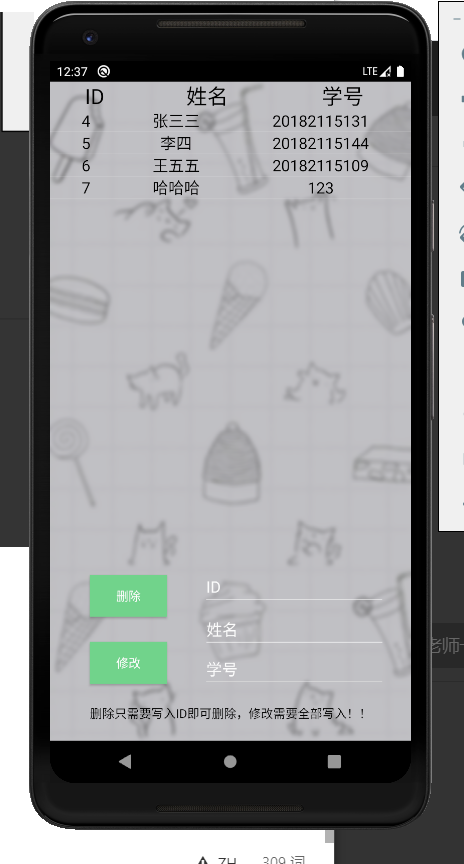 12:37 LTE
ID 姓名 学号
4 张三三 20182115131
5 李四 20182115144
6 王五五 20182115109
7 哈哈哈 123
删除 ID
姓名
修改 学号
删除只需要写入ID即可删除，修改需要全部写入！！
老师
ZH 309 词